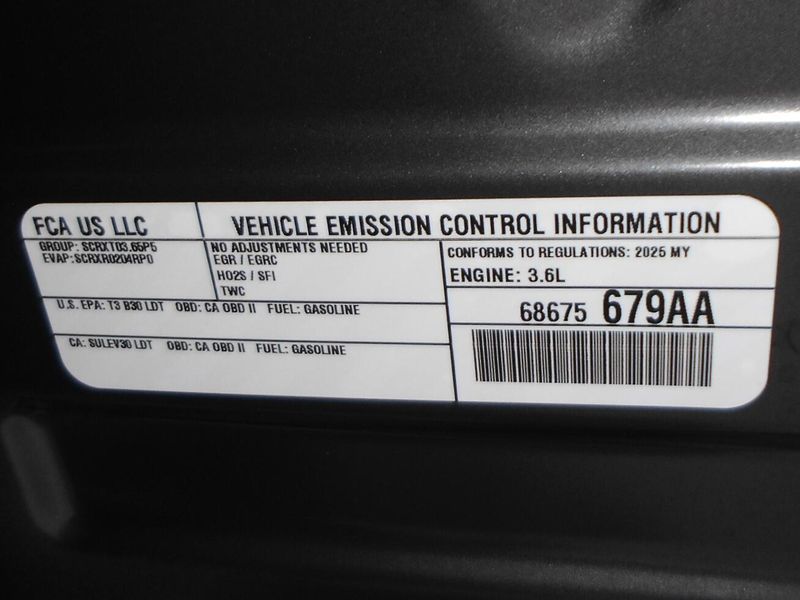 FCA US LLC
VEHICLE EMISSION CONTROL INFORMATION
GROUP: SCRXT03.65P5
EVAP:SCRXR0204RP0
NO ADJUSTMENTS NEEDED
EGR / EGRC
HO2S / SFI
TWC
CONFORMS TO REGULATIONS: 2025 MY
ENGINE: 3.6L
U.S. EPA: T3 B30 LDT OBD: CA OBD II FUEL: GASOLINE
68675 679AA
CA: SULEV30 LDT OBD: CA OBD II FUEL: GASOLINE